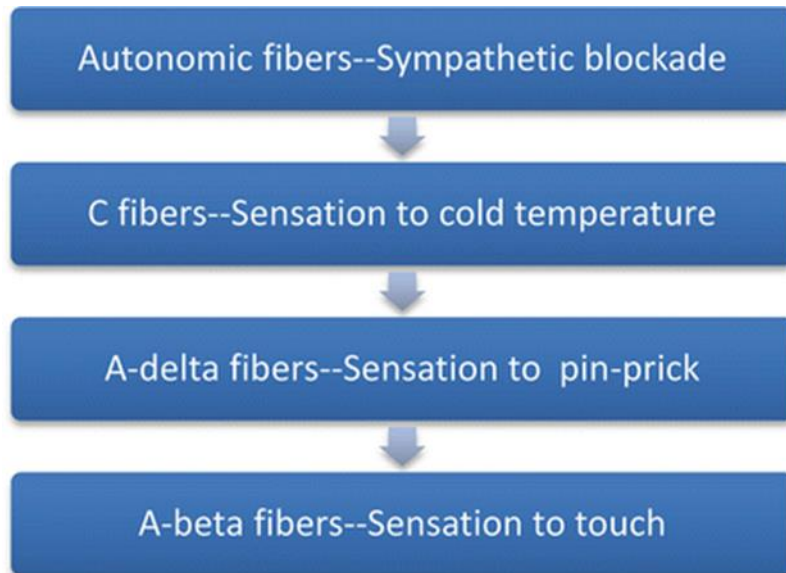 Autonomic fibers--Sympathetic blockade
C fibers--Sensation to cold temperature
A-delta fibers--Sensation to  pin-prick
A-beta fibers--Sensation to touch